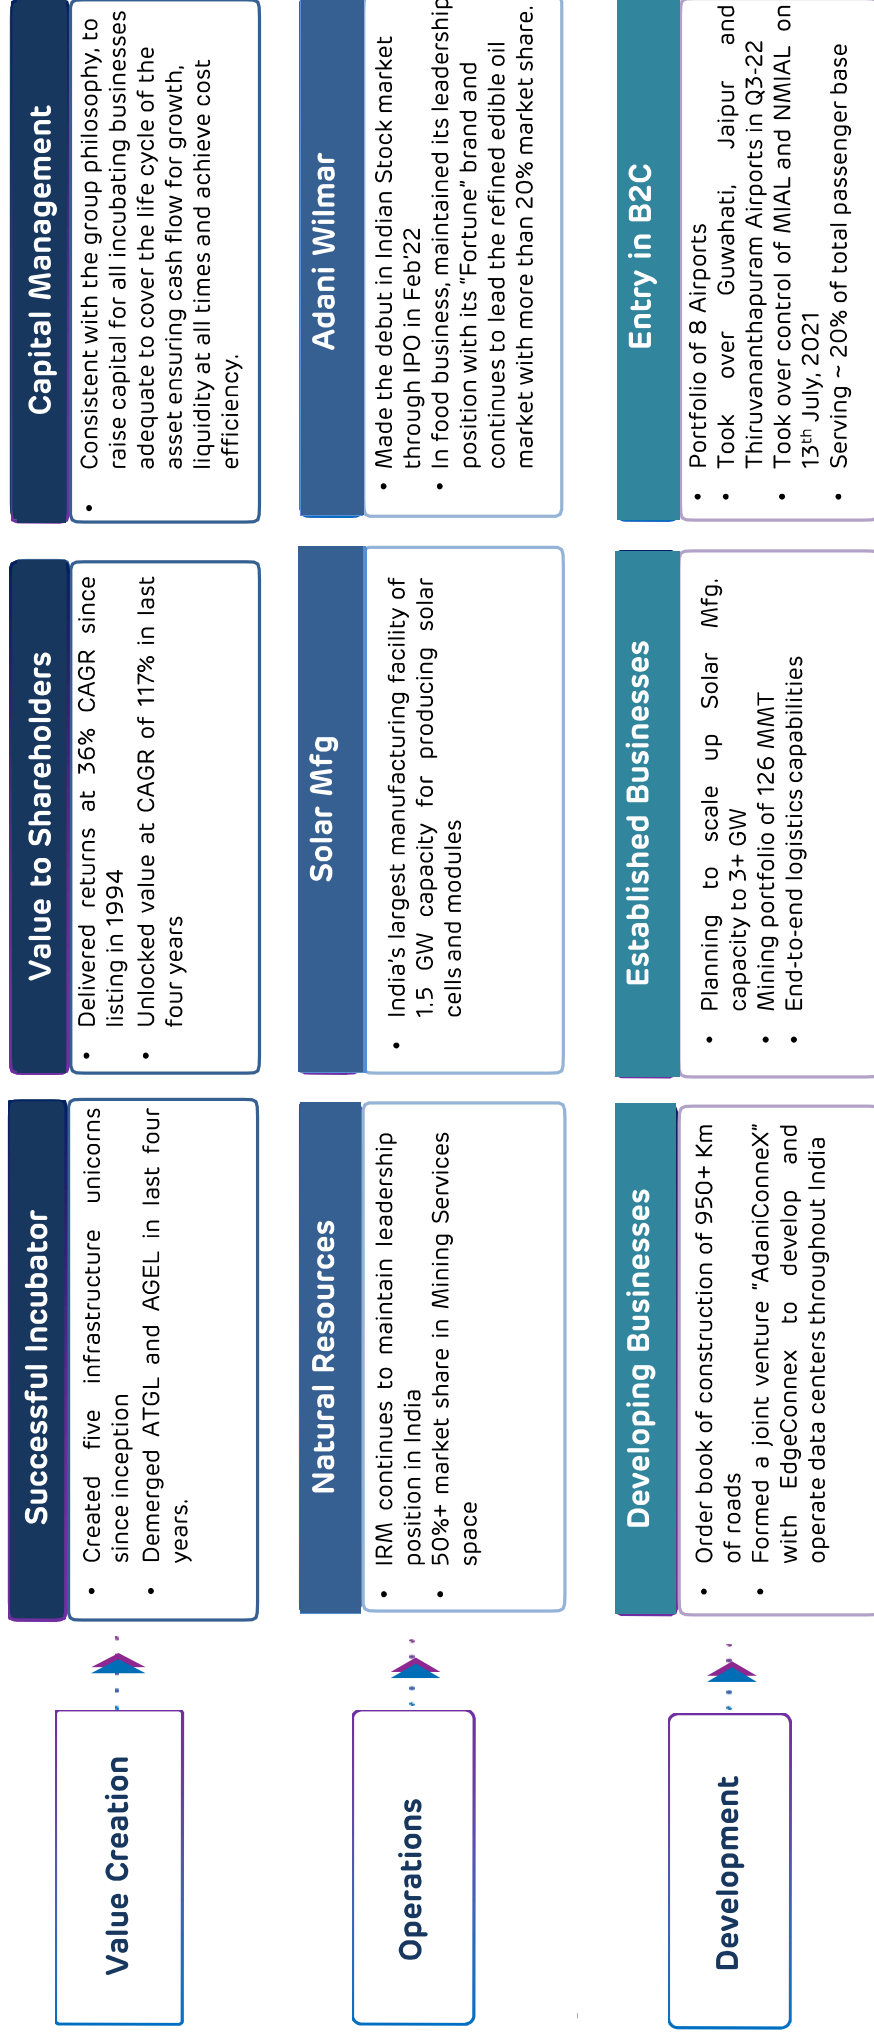 Value Creation
Successful Incubator
• Created five infrastructure unicorns
since inception
• Demerged ATGL and AGEL in last four
years.
Value to Shareholders
• Delivered returns at 36% CAGR since
listing in 1994
• Unlocked value at CAGR of 117% in last
four years
Capital Management
• Consistent with the group philosophy, to
raise capital for all incubating businesses
adequate to cover the life cycle of the
asset ensuring cash flow for growth,
liquidity at all times and achieve cost
efficiency.
Operations
Natural Resources
• IRM continues to maintain leadership
position in India
• 50%+ market share in Mining Services
space
Solar Mfg
• India's largest manufacturing facility of
1.5 GW capacity for producing solar
cells and modules
Adani Wilmar
• Made the debut in Indian Stock market
through IPO in Feb'22
• In food business, maintained its leadership
position with its "Fortune" brand and
continues to lead the refined edible oil
market with more than 20% market share.
Development
Developing Businesses
• Order book of construction of 950+ Km
of roads
• Formed a joint venture "AdaniConneX"
with EdgeConnex to develop and
operate data centers throughout India
Established Businesses
• Planning to scale up Solar Mfg.
capacity to 3+ GW
• Mining portfolio of 126 MMT
• End-to-end logistics capabilities
Entry in B2C
• Portfolio of 8 Airports
• Took over Guwahati, Jaipur and
Thiruvananthapuram Airports in Q3-22
• Took over control of MIAL and NMIAL on
13th July, 2021
• Serving ~ 20% of total passenger base